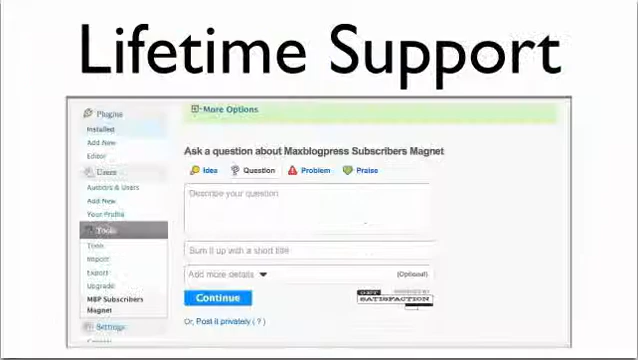 Lifetime Support
Plugins
Installed
Add New
Editor
Users
Authors & Users
Add New
Your Profile
Tools
Tools
Import
Export
Upgrade
MBP Subscribers
Magnet
Settings
More Options
Ask a question about Maxblogpress Subscribers Magnet
Idea Question Problem Praise
Describe your question
Sum it up with a short title
Add more details (Optional)
Continue
GET
SATISFACTION
Or, Post it privately ( ? )